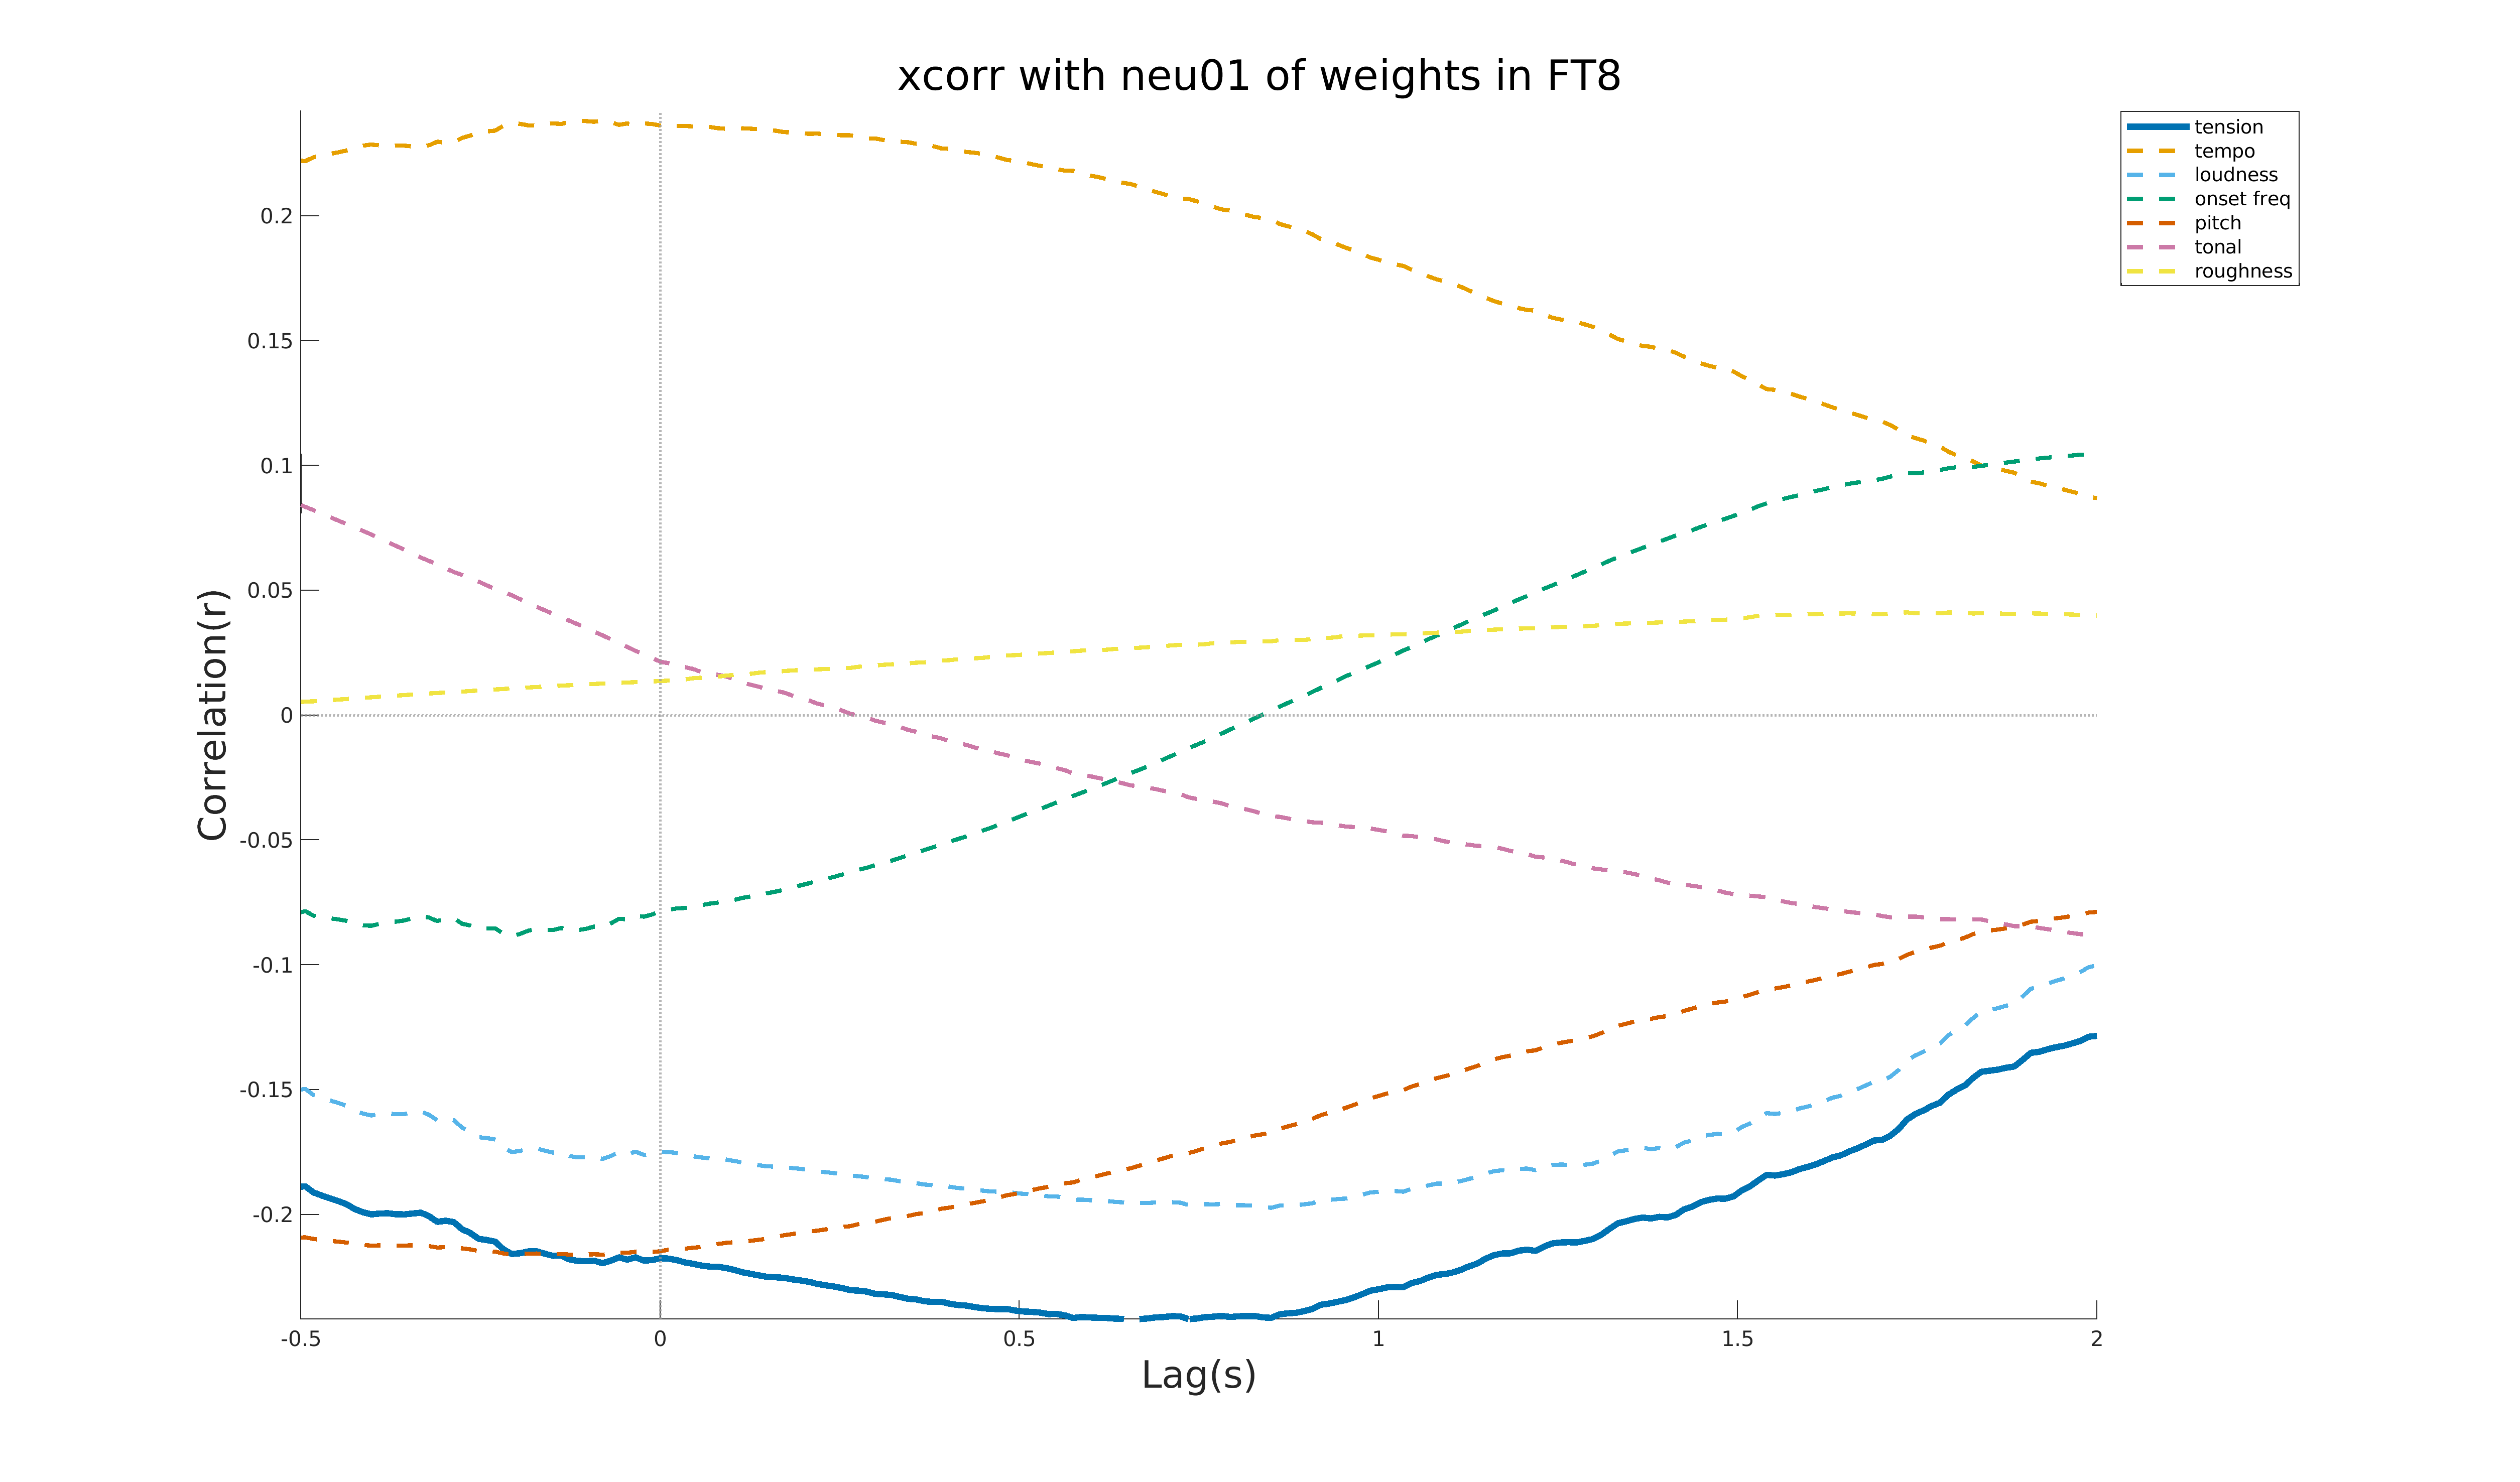 xcorr with neu01 of weights in FT8
tension
tempo
loudness
onset freq
pitch
tonal
roughness
0.2
0.15
0.1
0.05
0
-0.05
-0.1
-0.15
-0.2
Correlation(r)
-0.5
0
0.5
1
1.5
2
Lag(s)